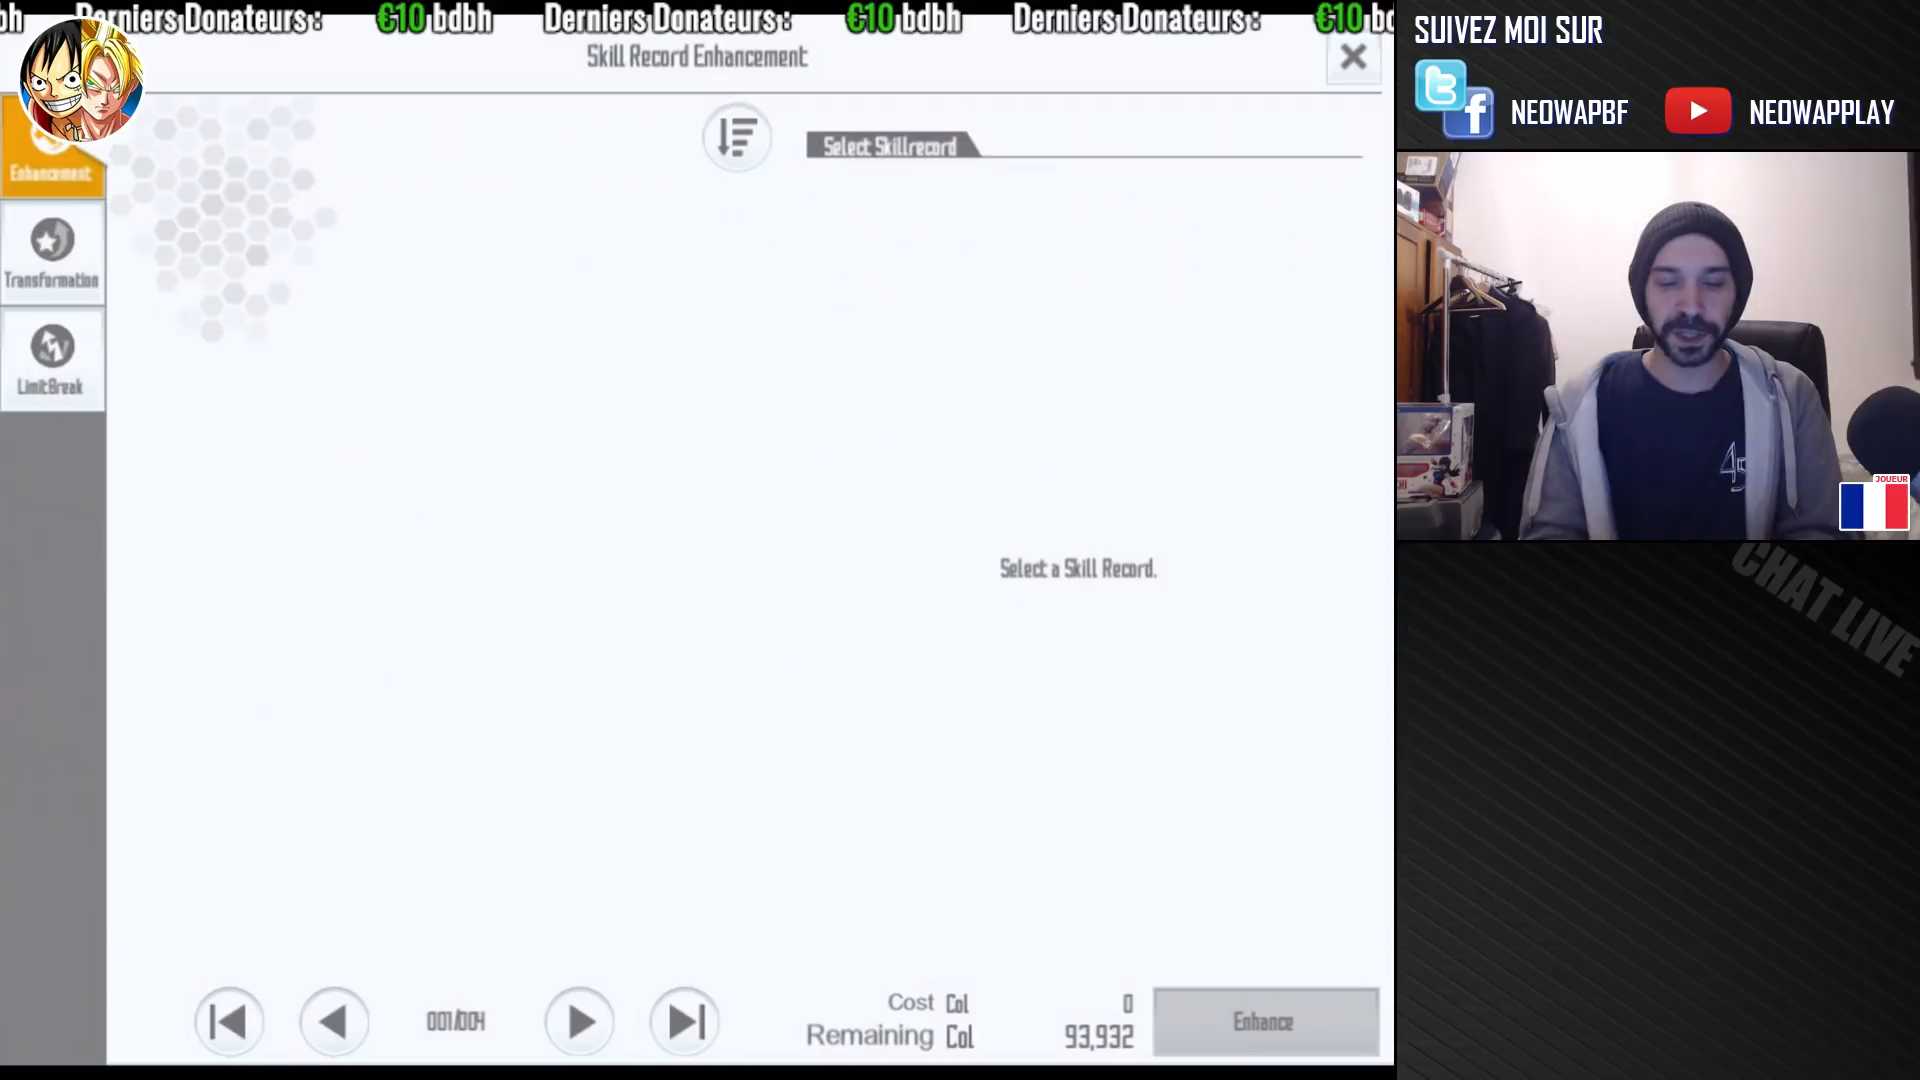 bh Derniers Donateurs : €10 bdbh Derniers Donateurs : €10 bdbh Derniers Donateurs : €10 bd
Skill Record Enhancement
Select Skillrecord
Enhancement
Transformation
LimitBreak
Select a Skill Record.
001/004
Cost Col 0
Remaining Col 93,932
Enhance
SUIVEZ MOI SUR
NEOWAPBF NEOWAPPLAY
JOUEUR
CHAT LIVE